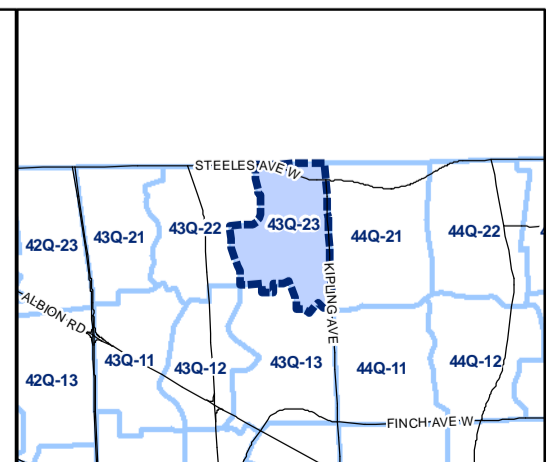 STEELES AVE W
42Q-23
43Q-21
43Q-22
43Q-23
44Q-21
44Q-22
KIPLING AVE
ALBION RD
42Q-13
43Q-11
43Q-12
43Q-13
44Q-11
44Q-12
FINCH AVE W